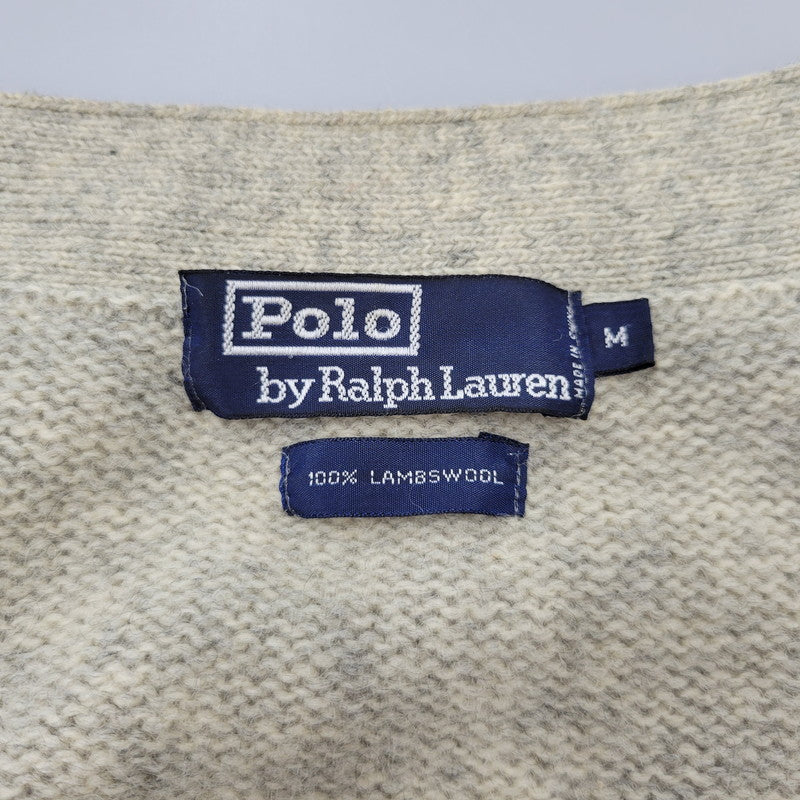 Polo
by Ralph Lauren
MADE IN CHINA
M
100% LAMBSWOOL